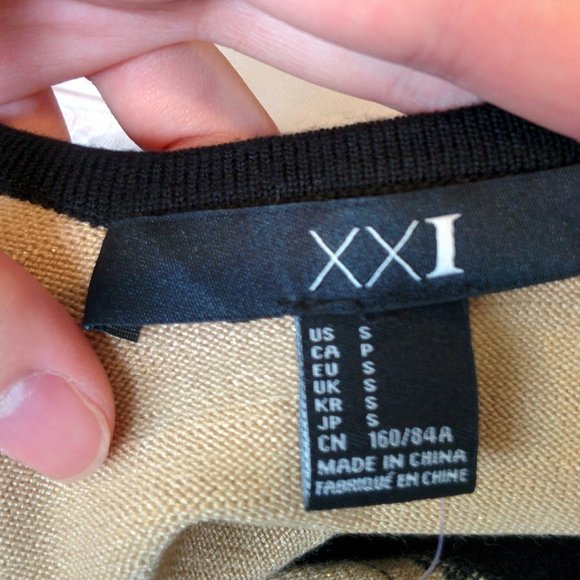 XXI
US S
CA P
EU S
UK S
KR S
JP S
CN 160/84A
MADE IN CHINA
FABRIQUÉ EN CHINE